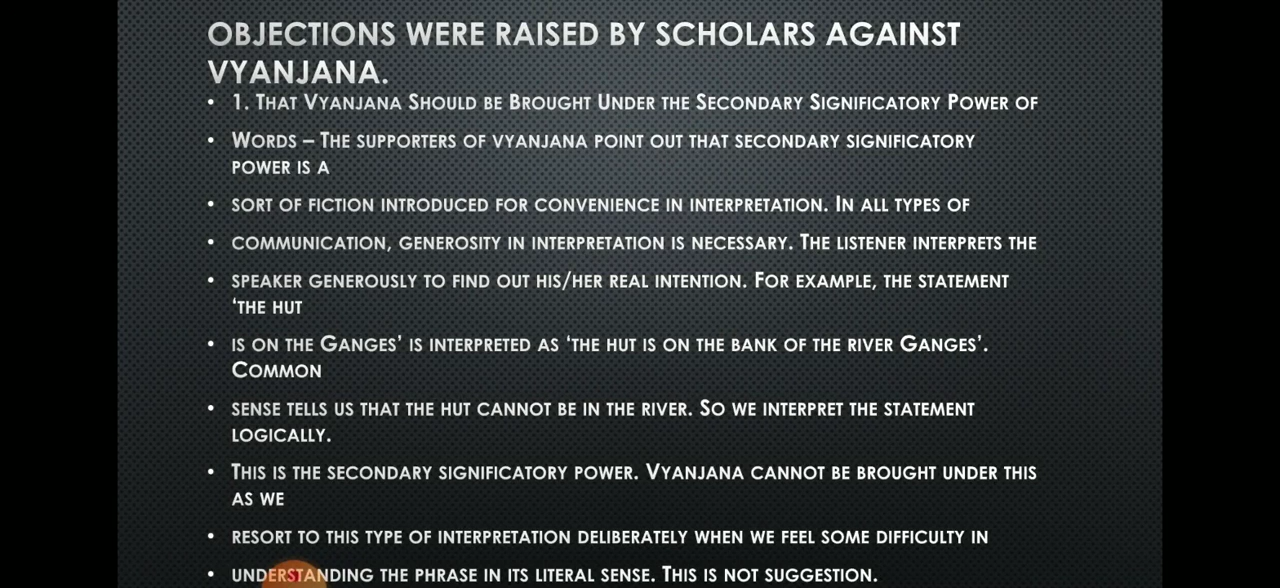 OBJECTIONS WERE RAISED BY SCHOLARS AGAINST
VYANJANA.
• 1. THAT VYANJANA SHOULD BE BROUGHT UNDER THE SECONDARY SIGNIFICATORY POWER OF
• WORDS – THE SUPPORTERS OF VYANJANA POINT OUT THAT SECONDARY SIGNIFICATORY
POWER IS A
• SORT OF FICTION INTRODUCED FOR CONVENIENCE IN INTERPRETATION. IN ALL TYPES OF
• COMMUNICATION, GENEROSITY IN INTERPRETATION IS NECESSARY. THE LISTENER INTERPRETS THE
• SPEAKER GENEROUSLY TO FIND OUT HIS/HER REAL INTENTION. FOR EXAMPLE, THE STATEMENT
‘THE HUT
• IS ON THE GANGES’ IS INTERPRETED AS ‘THE HUT IS ON THE BANK OF THE RIVER GANGES’.
COMMON
• SENSE TELLS US THAT THE HUT CANNOT BE IN THE RIVER. SO WE INTERPRET THE STATEMENT
LOGICALLY.
• THIS IS THE SECONDARY SIGNIFICATORY POWER. VYANJANA CANNOT BE BROUGHT UNDER THIS
AS WE
• RESORT TO THIS TYPE OF INTERPRETATION DELIBERATELY WHEN WE FEEL SOME DIFFICULTY IN
• UNDERSTANDING THE PHRASE IN ITS LITERAL SENSE. THIS IS NOT SUGGESTION.